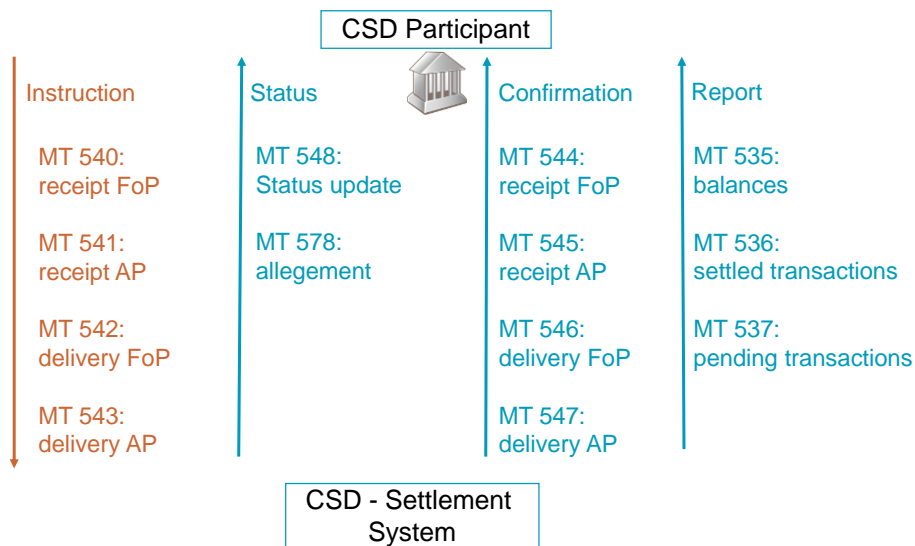 CSD Participant
Instruction
MT 540:
receipt FoP
MT 541:
receipt AP
MT 542:
delivery FoP
MT 543:
delivery AP
Status
MT 548:
Status update
MT 578:
allegement
Confirmation
MT 544:
receipt FoP
MT 545:
receipt AP
MT 546:
delivery FoP
MT 547:
delivery AP
Report
MT 535:
balances
MT 536:
settled transactions
MT 537:
pending transactions
CSD - Settlement
System